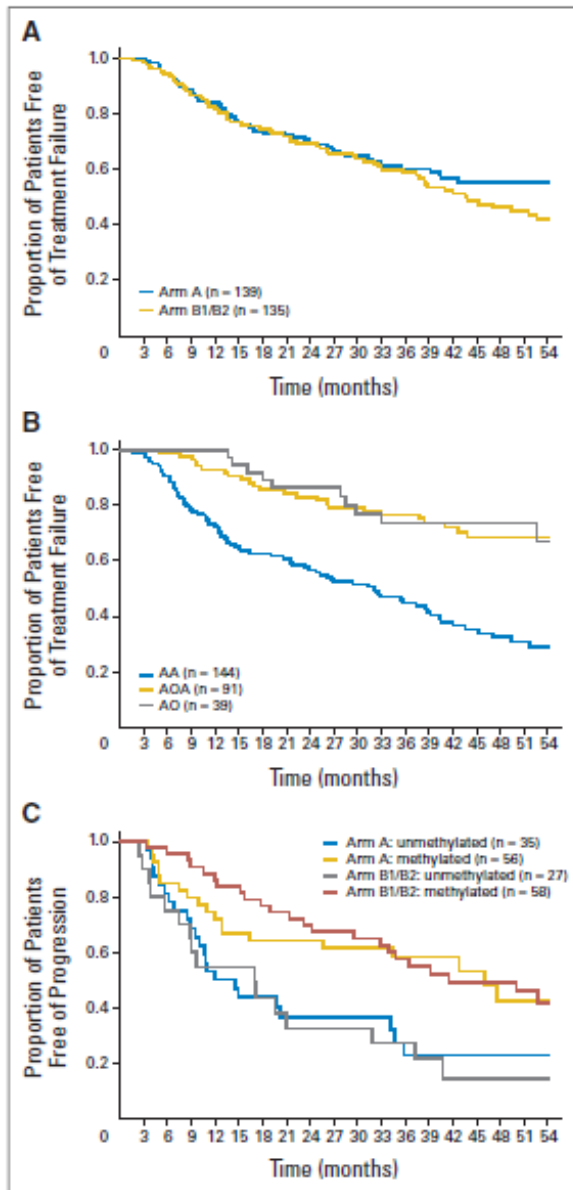 A
Proportion of Patients Free
of Treatment Failure
1.0
0.8
0.6
0.4
0.2
0
Arm A (n = 139)
Arm B1/B2 (n = 135)
3 6 9 12 15 18 21 24 27 30 33 36 39 42 45 48 51 54
Time (months)
B
Proportion of Patients Free
of Treatment Failure
1.0
0.8
0.6
0.4
0.2
0
AA (n = 144)
AOA (n = 91)
AO (n = 39)
3 6 9 12 15 18 21 24 27 30 33 36 39 42 45 48 51 54
Time (months)
C
Proportion of Patients
Free of Progression
1.0
0.8
0.6
0.4
0.2
0
Arm A: unmethylated (n = 35)
Arm A: methylated (n = 56)
Arm B1/B2: unmethylated (n = 27)
Arm B1/B2: methylated (n = 58)
3 6 9 12 15 18 21 24 27 30 33 36 39 42 45 48 51 54
Time (months)